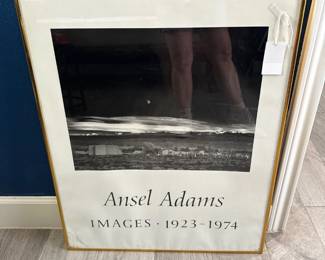 Ansel Adams
IMAGES · 1923-1974